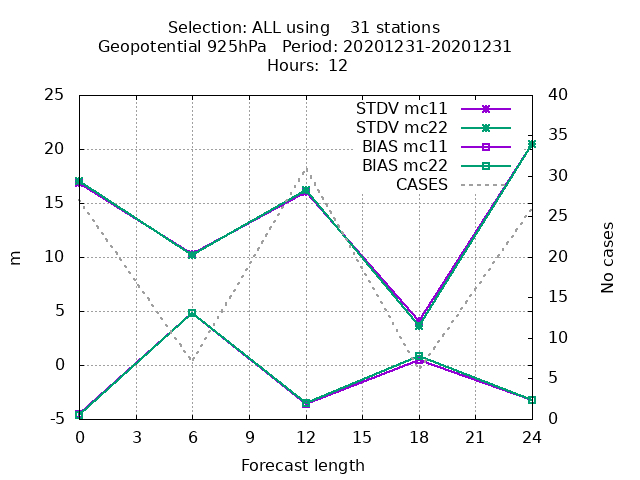 Selection: ALL using    31 stations
Geopotential 925hPa   Period: 20201231-20201231
Hours: 12
25 40
STDV mc11
STDV mc22
BIAS mc11
BIAS mc22
CASES
35
20
30
15
25
10 20
15
5
10
0
5
-5 0
m
No cases
0 3 6 9 12 15 18 21 24
Forecast length